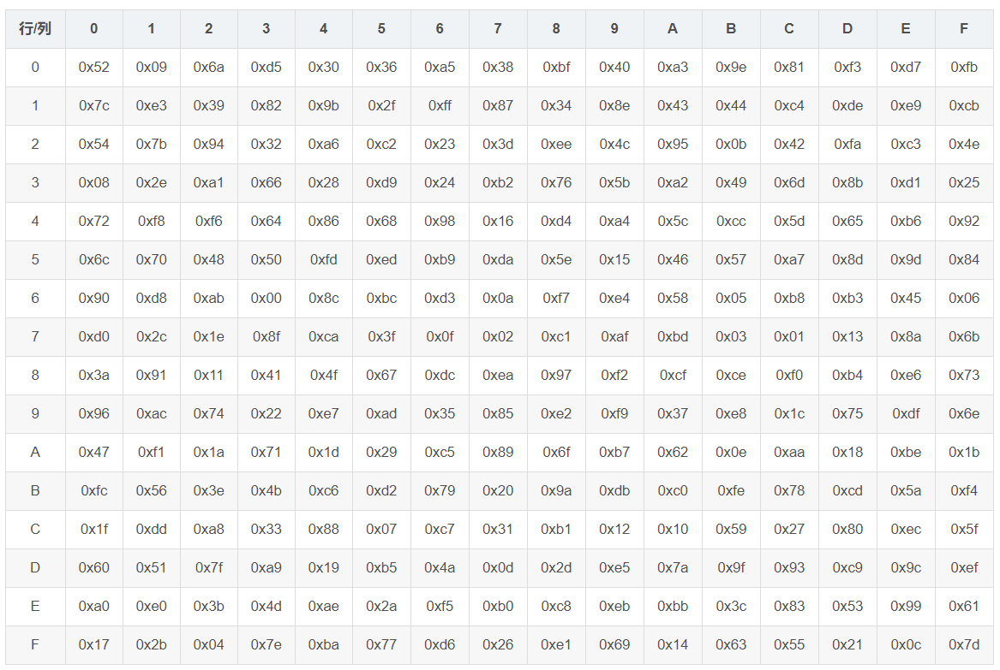 行/列 0 1 2 3 4 5 6 7 8 9 A B C D E F
0 0x52 0x09 0x6a 0xd5 0x30 0x36 0xa5 0x38 0xbf 0x40 0xa3 0x9e 0x81 0xf3 0xd7 0xfb
1 0x7c 0xe3 0x39 0x82 0x9b 0x2f 0xff 0x87 0x34 0x8e 0x43 0x44 0xc4 0xde 0xe9 0xcb
2 0x54 0x7b 0x94 0x32 0xa6 0xc2 0x23 0x3d 0xee 0x4c 0x95 0x0b 0x42 0xfa 0xc3 0x4e
3 0x08 0x2e 0xa1 0x66 0x28 0xd9 0x24 0xb2 0x76 0x5b 0xa2 0x49 0x6d 0x8b 0xd1 0x25
4 0x72 0xf8 0xf6 0x64 0x86 0x68 0x98 0x16 0xd4 0xa4 0x5c 0xcc 0x5d 0x65 0xb6 0x92
5 0x6c 0x70 0x48 0x50 0xfd 0xed 0xb9 0xda 0x5e 0x15 0x46 0x57 0xa7 0x8d 0x9d 0x84
6 0x90 0xd8 0xab 0x00 0x8c 0xbc 0xd3 0x0a 0xf7 0xe4 0x58 0x05 0xb8 0xb3 0x45 0x06
7 0xd0 0x2c 0x1e 0x8f 0xca 0x3f 0x0f 0x02 0xc1 0xaf 0xbd 0x03 0x01 0x13 0x8a 0x6b
8 0x3a 0x91 0x11 0x41 0x4f 0x67 0xdc 0xea 0x97 0xf2 0xcf 0xce 0xf0 0xb4 0xe6 0x73
9 0x96 0xac 0x74 0x22 0xe7 0xad 0x35 0x85 0xe2 0xf9 0x37 0xe8 0x1c 0x75 0xdf 0x6e
A 0x47 0xf1 0x1a 0x71 0x1d 0x29 0xc5 0x89 0x6f 0xb7 0x62 0x0e 0xaa 0x18 0xbe 0x1b
B 0xfc 0x56 0x3e 0x4b 0xc6 0xd2 0x79 0x20 0x9a 0xdb 0xc0 0xfe 0x78 0xcd 0x5a 0xf4
C 0x1f 0xdd 0xa8 0x33 0x88 0x07 0xc7 0x31 0xb1 0x12 0x10 0x59 0x27 0x80 0xec 0x5f
D 0x60 0x51 0x7f 0xa9 0x19 0xb5 0x4a 0x0d 0x2d 0xe5 0x7a 0x9f 0x93 0xc9 0x9c 0xef
E 0xa0 0xe0 0x3b 0x4d 0xae 0x2a 0xf5 0xb0 0xc8 0xeb 0xbb 0x3c 0x83 0x53 0x99 0x61
F 0x17 0x2b 0x04 0x7e 0xba 0x77 0xd6 0x26 0xe1 0x69 0x14 0x63 0x55 0x21 0x0c 0x7d